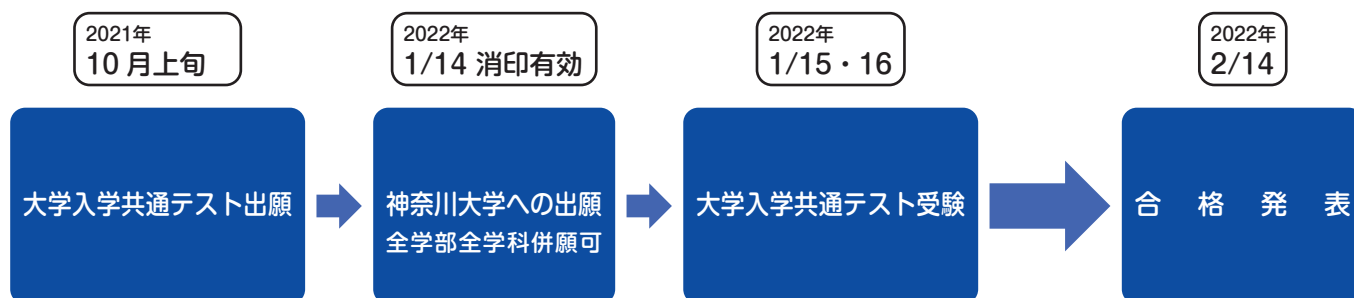 2021年
10 月上旬
2022年
1/14 消印有効
2022年
1/15・16
2022年
2/14
大学入学共通テスト出願
神奈川大学への出願
全学部全学科併願可
大学入学共通テスト受験
合格発表